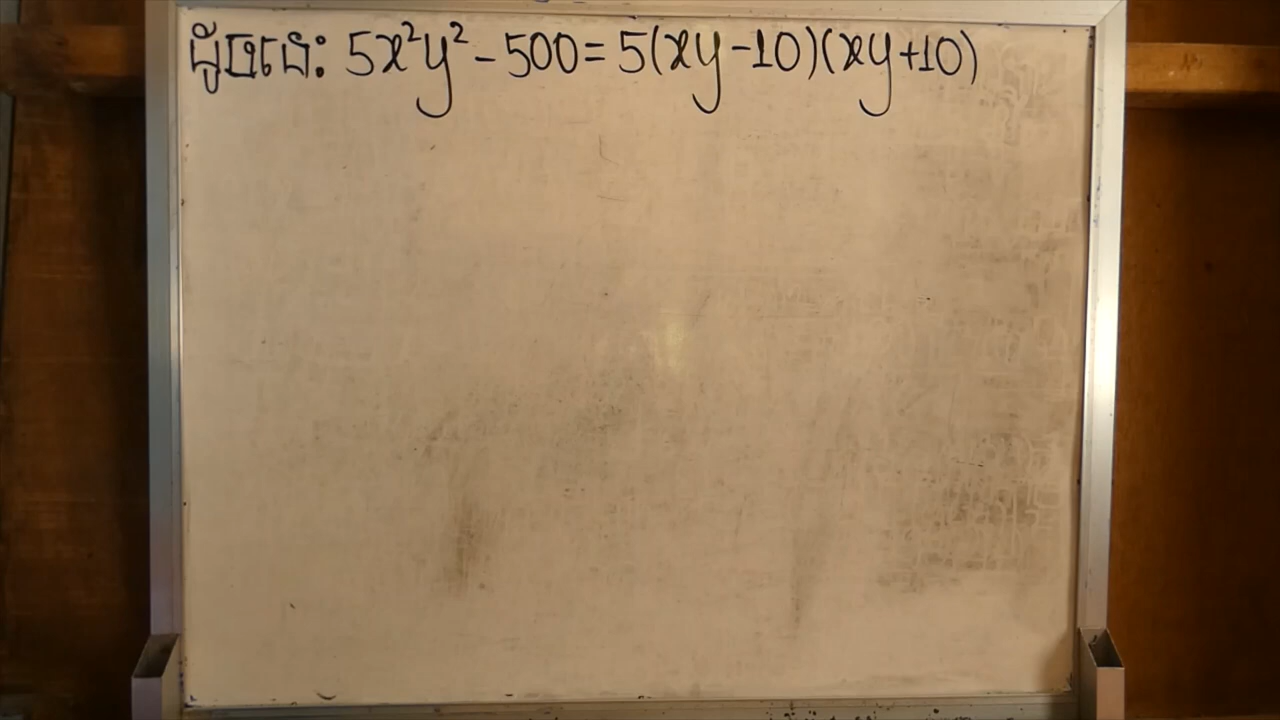 ដូច្នេះ: 5x²y² - 500 = 5(xy - 10)(xy + 10)